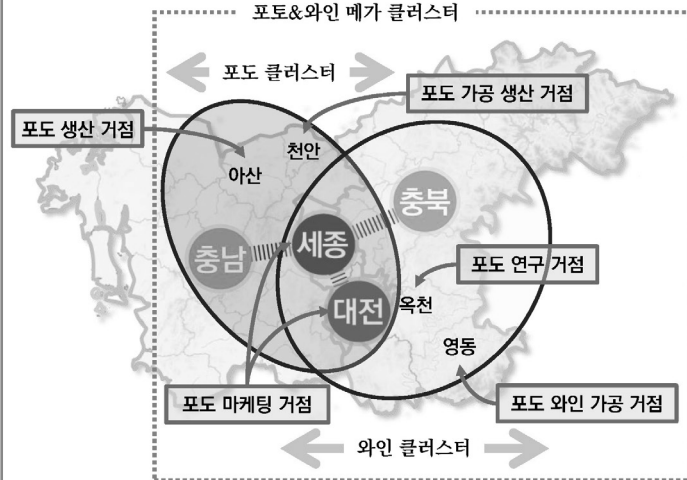 포토&와인 메가 클러스터
포도 클러스터
포도 가공 생산 거점
포도 생산 거점
천안
아산
충북
세종
충남
포도 연구 거점
대전
옥천
영동
포도 마케팅 거점
포도 와인 가공 거점
와인 클러스터